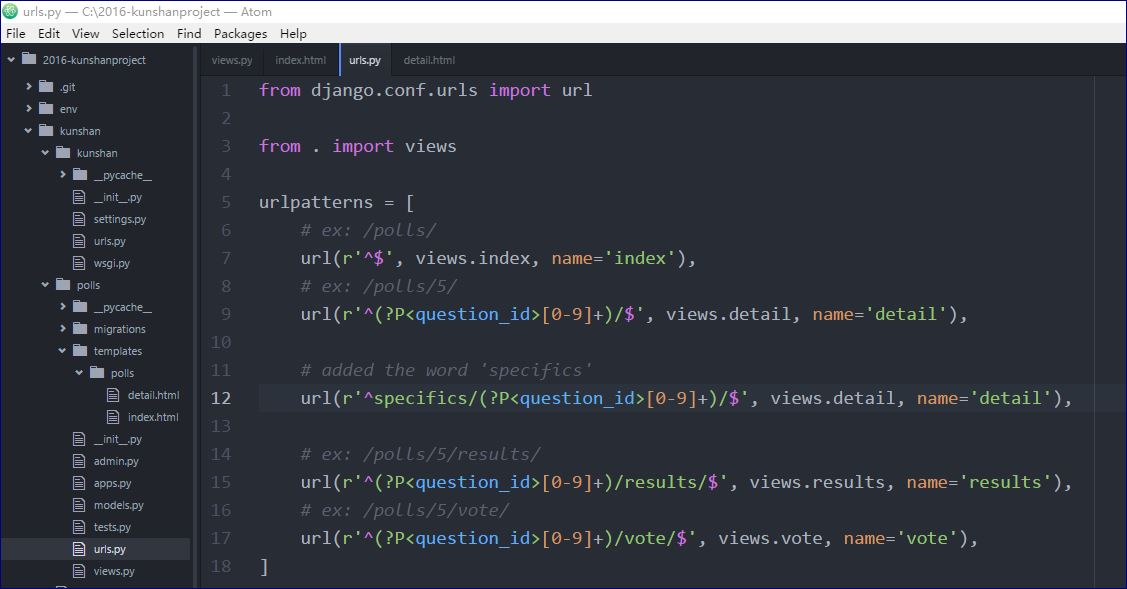 urls.py — C:\2016-kunshanproject — Atom
File Edit View Selection Find Packages Help
2016-kunshanproject
.git
env
kunshan
kunshan
__pycache__
__init__.py
settings.py
urls.py
wsgi.py
polls
__pycache__
migrations
templates
polls
detail.html
index.html
__init__.py
admin.py
apps.py
models.py
tests.py
urls.py
views.py
views.py index.html urls.py detail.html
1 from django.conf.urls import url
2
3 from . import views
4
5 urlpatterns = [
6 # ex: /polls/
7 url(r'^$', views.index, name='index'),
8 # ex: /polls/5/
9 url(r'^(?P<question_id>[0-9]+)/$', views.detail, name='detail'),
10
11 # added the word 'specifics'
12 url(r'^specifics/(?P<question_id>[0-9]+)/$', views.detail, name='detail'),
13
14 # ex: /polls/5/results/
15 url(r'^(?P<question_id>[0-9]+)/results/$', views.results, name='results'),
16 # ex: /polls/5/vote/
17 url(r'^(?P<question_id>[0-9]+)/vote/$', views.vote, name='vote'),
18 ]